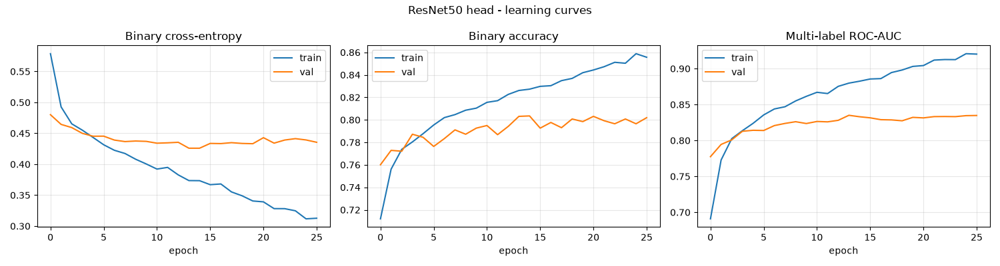 ResNet50 head - learning curves
Binary cross-entropy
train
val
0.55
0.50
0.45
0.40
0.35
0.30
0 5 10 15 20 25
epoch
Binary accuracy
train
val
0.86
0.84
0.82
0.80
0.78
0.76
0.74
0.72
0 5 10 15 20 25
epoch
Multi-label ROC-AUC
train
val
0.90
0.85
0.80
0.75
0.70
0 5 10 15 20 25
epoch